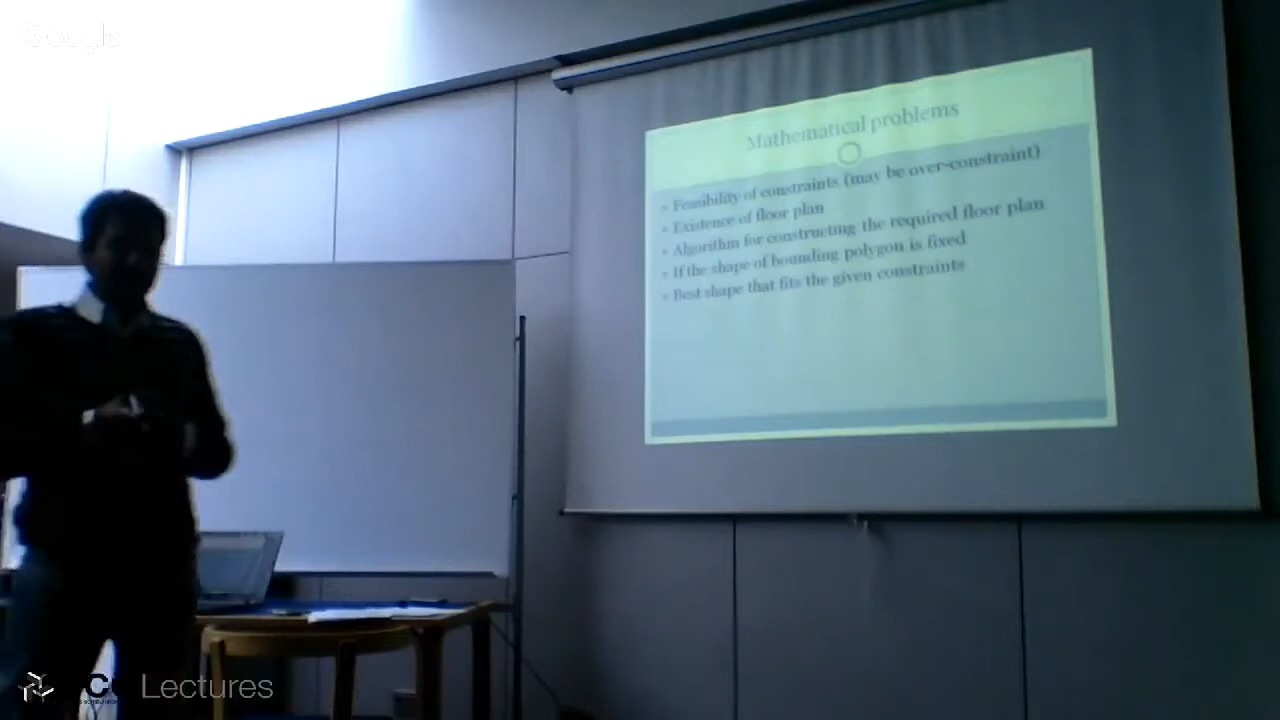 Google
Mathematical problems
Feasibility of constraints (may be over-constraint)
Existence of floor plan
Algorithm for constructing the required floor plan
If the shape of bounding polygon is fixed
Best shape that fits the given constraints
Lectures